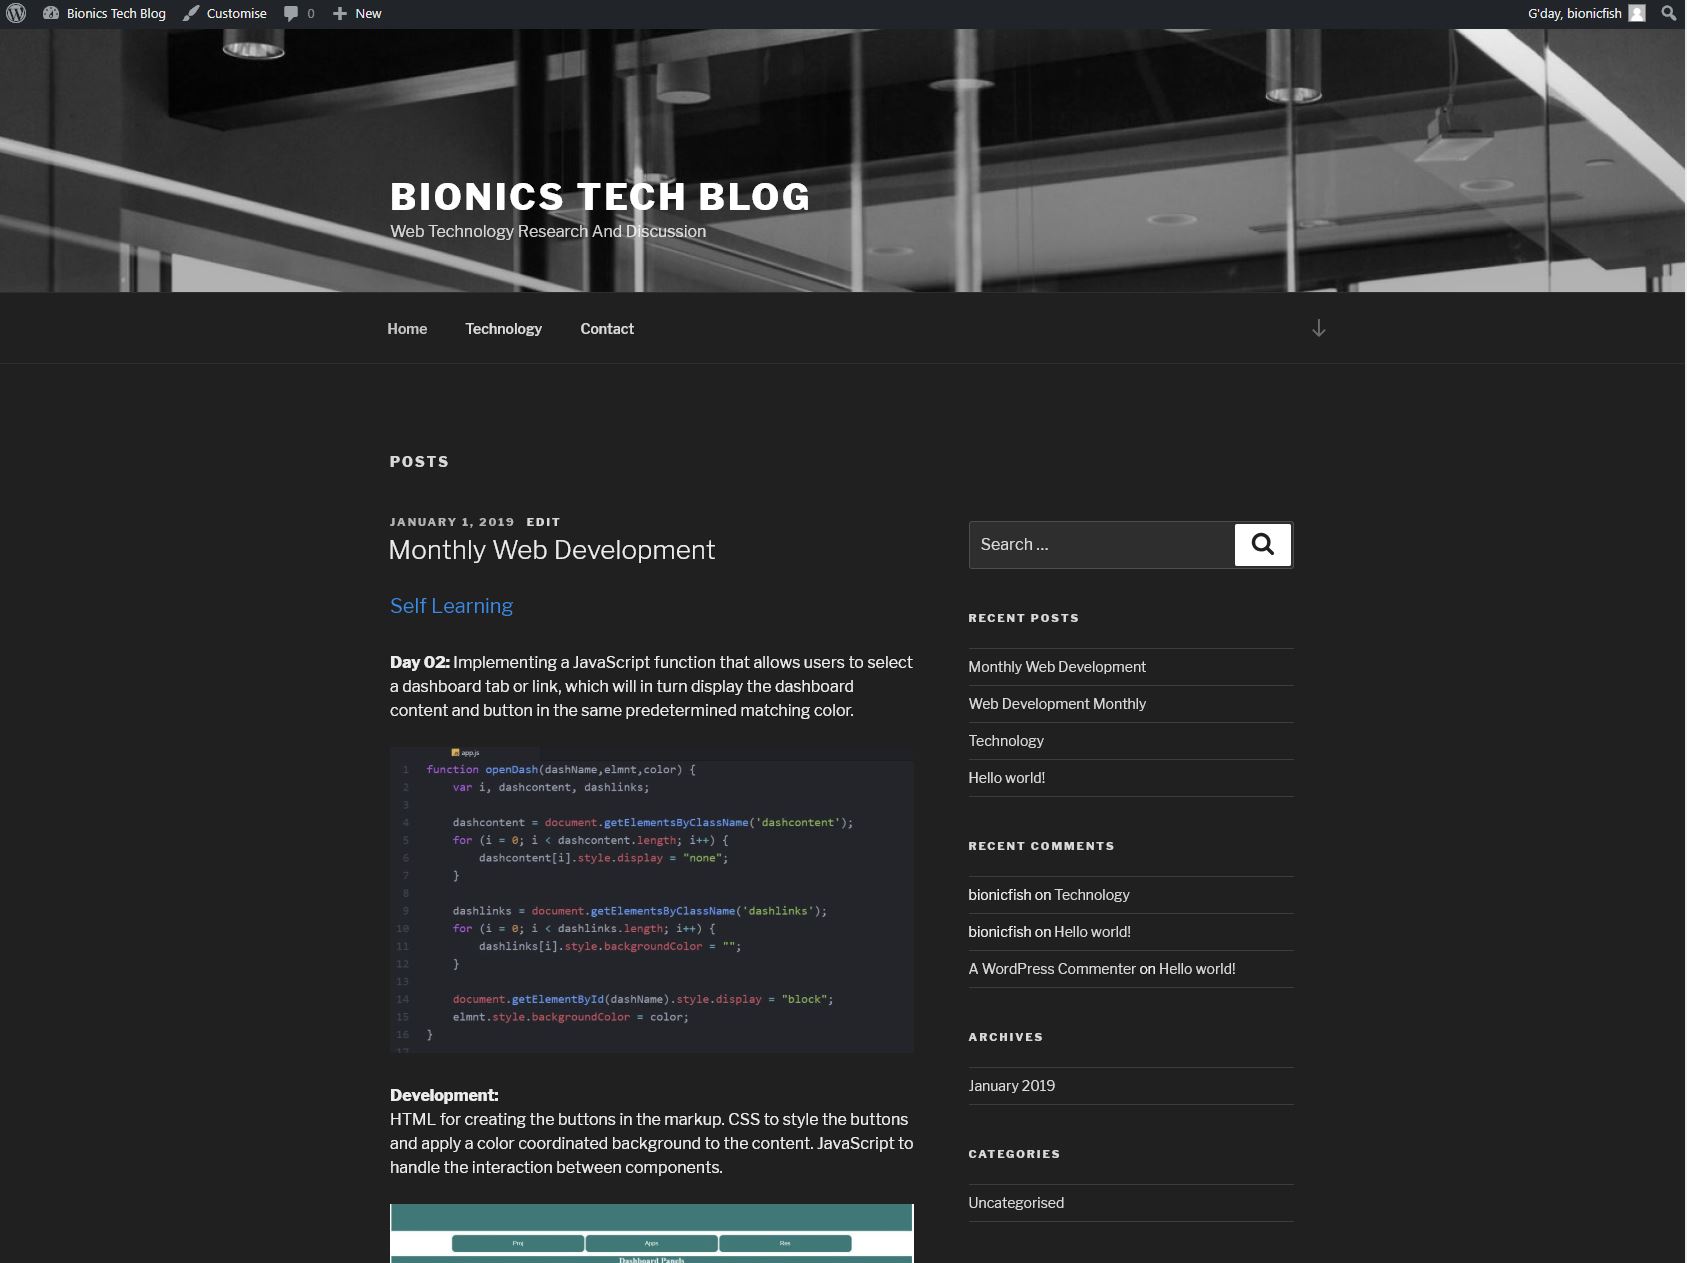 Bionics Tech Blog Customise 0 New G'day, bionicfish
BIONICS TECH BLOG
Web Technology Research And Discussion
Home Technology Contact
POSTS
JANUARY 1, 2019 EDIT
Monthly Web Development
Self Learning
Day 02: Implementing a JavaScript function that allows users to select
a dashboard tab or link, which will in turn display the dashboard
content and button in the same predetermined matching color.
app.js
1 function openDash(dashName,elmnt,color) {
2 var i, dashcontent, dashlinks;
3
4 dashcontent = document.getElementsByClassName('dashcontent');
5 for (i = 0; i < dashcontent.length; i++) {
6 dashcontent[i].style.display = "none";
7 }
8
9 dashlinks = document.getElementsByClassName('dashlinks');
10 for (i = 0; i < dashlinks.length; i++) {
11 dashlinks[i].style.backgroundColor = "";
12 }
13
14 document.getElementById(dashName).style.display = "block";
15 elmnt.style.backgroundColor = color;
16 }
17
Development:
HTML for creating the buttons in the markup. CSS to style the buttons
and apply a color coordinated background to the content. JavaScript to
handle the interaction between components.
Proj Apps Res
Dashboard Panels
Search ...
RECENT POSTS
Monthly Web Development
Web Development Monthly
Technology
Hello world!
RECENT COMMENTS
bionicfish on Technology
bionicfish on Hello world!
A WordPress Commenter on Hello world!
ARCHIVES
January 2019
CATEGORIES
Uncategorised